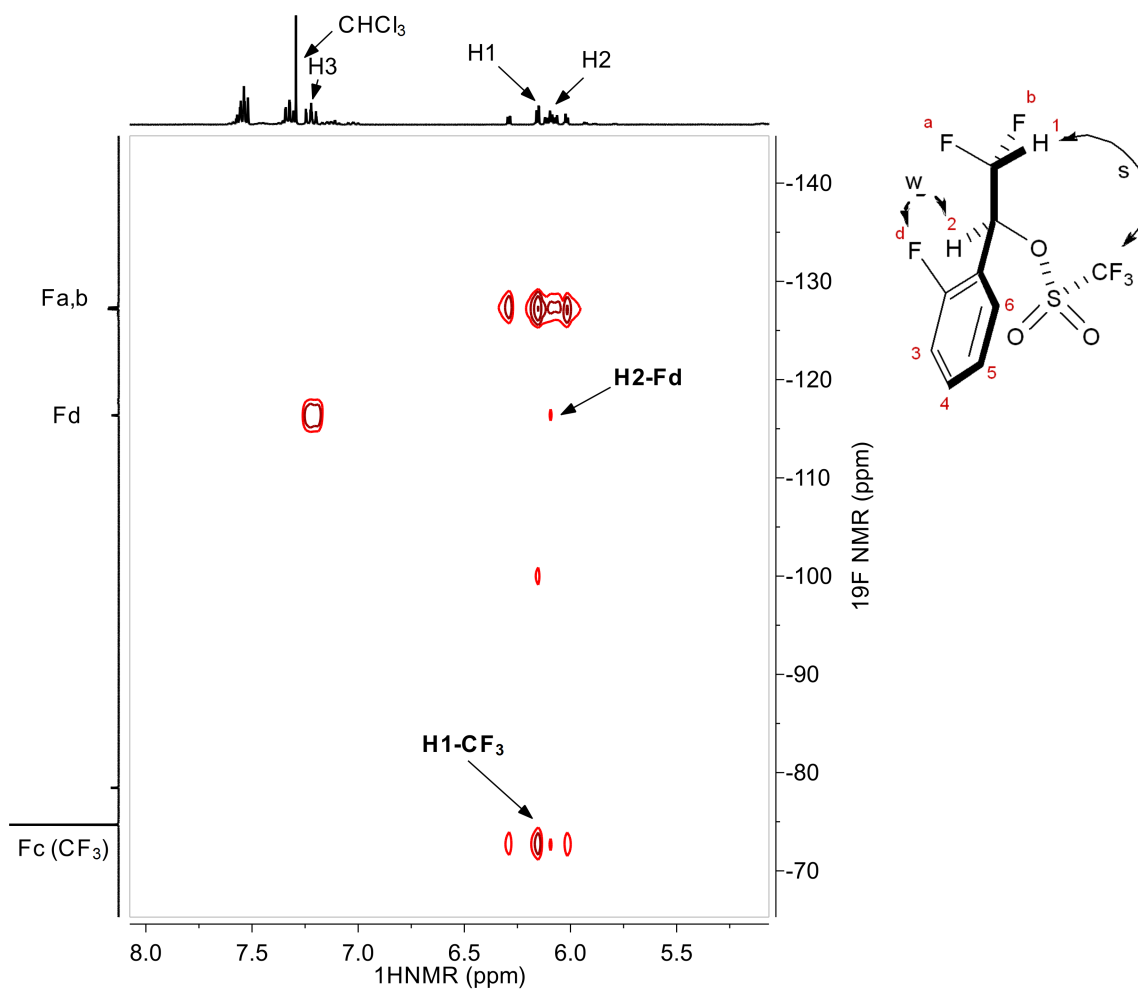 CHCl3
H3
H1
H2
b
F
1
a
F
H
s
w
2
d
H
F
O
CF3
S
6
O
O
3
5
4
-140
-130
-120
-110
-100
-90
-80
-70
19F NMR (ppm)
Fa,b
Fd
Fc (CF3)
H2-Fd
H1-CF3
8.0
7.5
7.0
6.5
6.0
5.5
1HNMR (ppm)